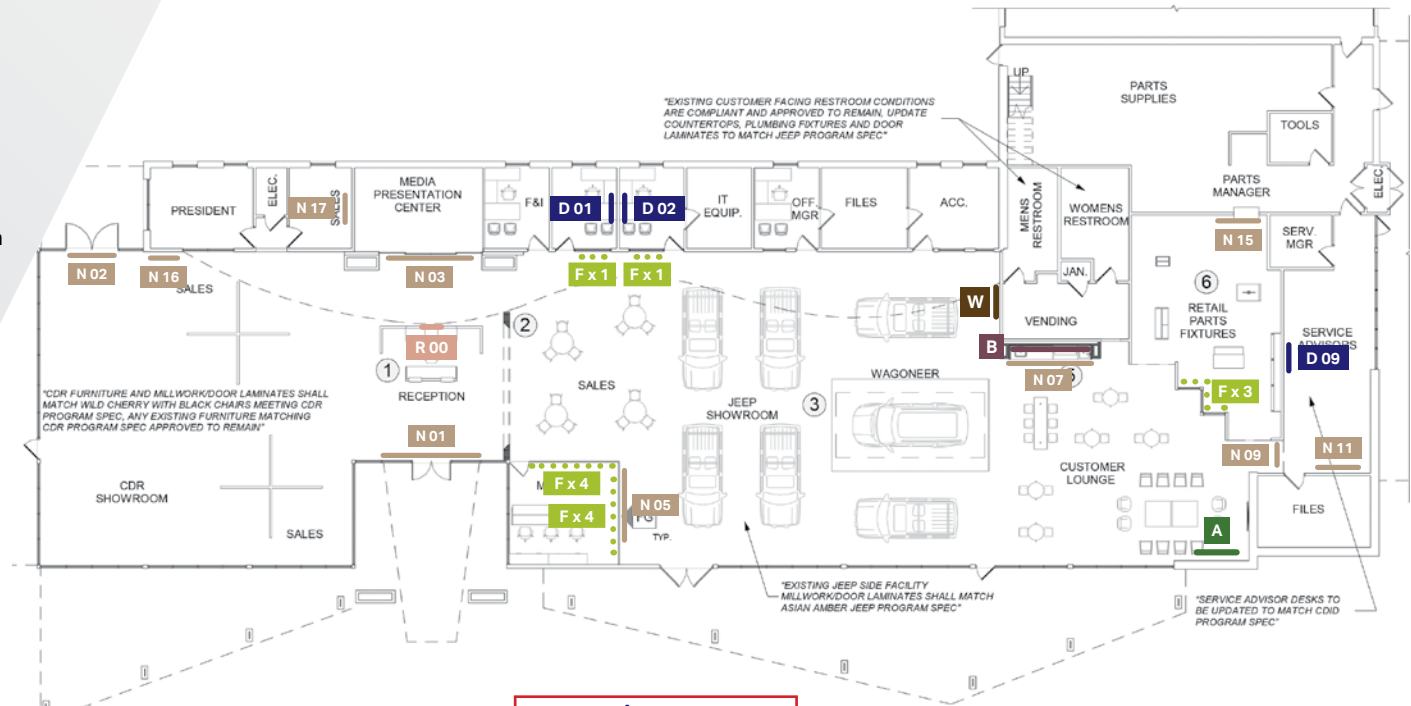 UP
PARTS
SUPPLIES
"EXISTING CUSTOMER FACING RESTROOM CONDITIONS
ARE COMPLIANT AND APPROVED TO REMAIN, UPDATE
COUNTERTOPS, PLUMBING FIXTURES AND DOOR
LAMINATES TO MATCH JEEP PROGRAM SPEC"
TOOLS
PARTS
MANAGER
ELEC.
PRESIDENT
ELEC.
N 17
SALES
MEDIA
PRESENTATION
CENTER
F&I
D 01
D 02
IT
EQUIP.
OFF.
MGR
FILES
ACC.
MENS
RESTROOM
WOMENS
RESTROOM
N 15
SERV.
MGR
N 02
N 16
SALES
N 03
F x 1
F x 1
JAN.
W
VENDING
6
RETAIL
PARTS
FIXTURES
SERVICE
ADVISORS
D 09
2
R 00
1
RECEPTION
B
N 07
5
"CDR FURNITURE AND MILLWORK/DOOR LAMINATES SHALL
MATCH WILD CHERRY WITH BLACK CHAIRS MEETING CDR
PROGRAM SPEC, ANY EXISTING FURNITURE MATCHING
CDR PROGRAM SPEC APPROVED TO REMAIN"
SALES
WAGONEER
3
JEEP
SHOWROOM
F x 3
N 01
N 09
N 11
CUSTOMER
LOUNGE
CDR
SHOWROOM
F x 4
F x 4
N 05
TYP.
FILES
A
SALES
"EXISTING JEEP SIDE FACILITY
MILLWORK/DOOR LAMINATES SHALL MATCH
ASIAN AMBER JEEP PROGRAM SPEC"
"SERVICE ADVISOR DESKS TO
BE UPDATED TO MATCH CDJD
PROGRAM SPEC"